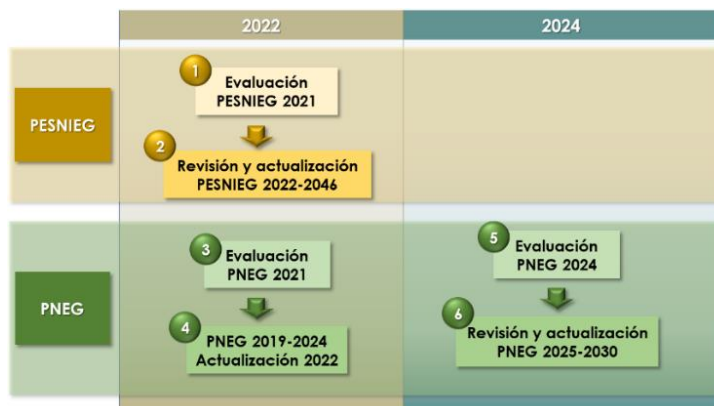 2022
2024
PESNIEG
1
Evaluación
PESNIEG 2021
2
Revisión y actualización
PESNIEG 2022-2046
PNEG
3
Evaluación
PNEG 2021
4
PNEG 2019-2024
Actualización 2022
5
Evaluación
PNEG 2024
6
Revisión y actualización
PNEG 2025-2030